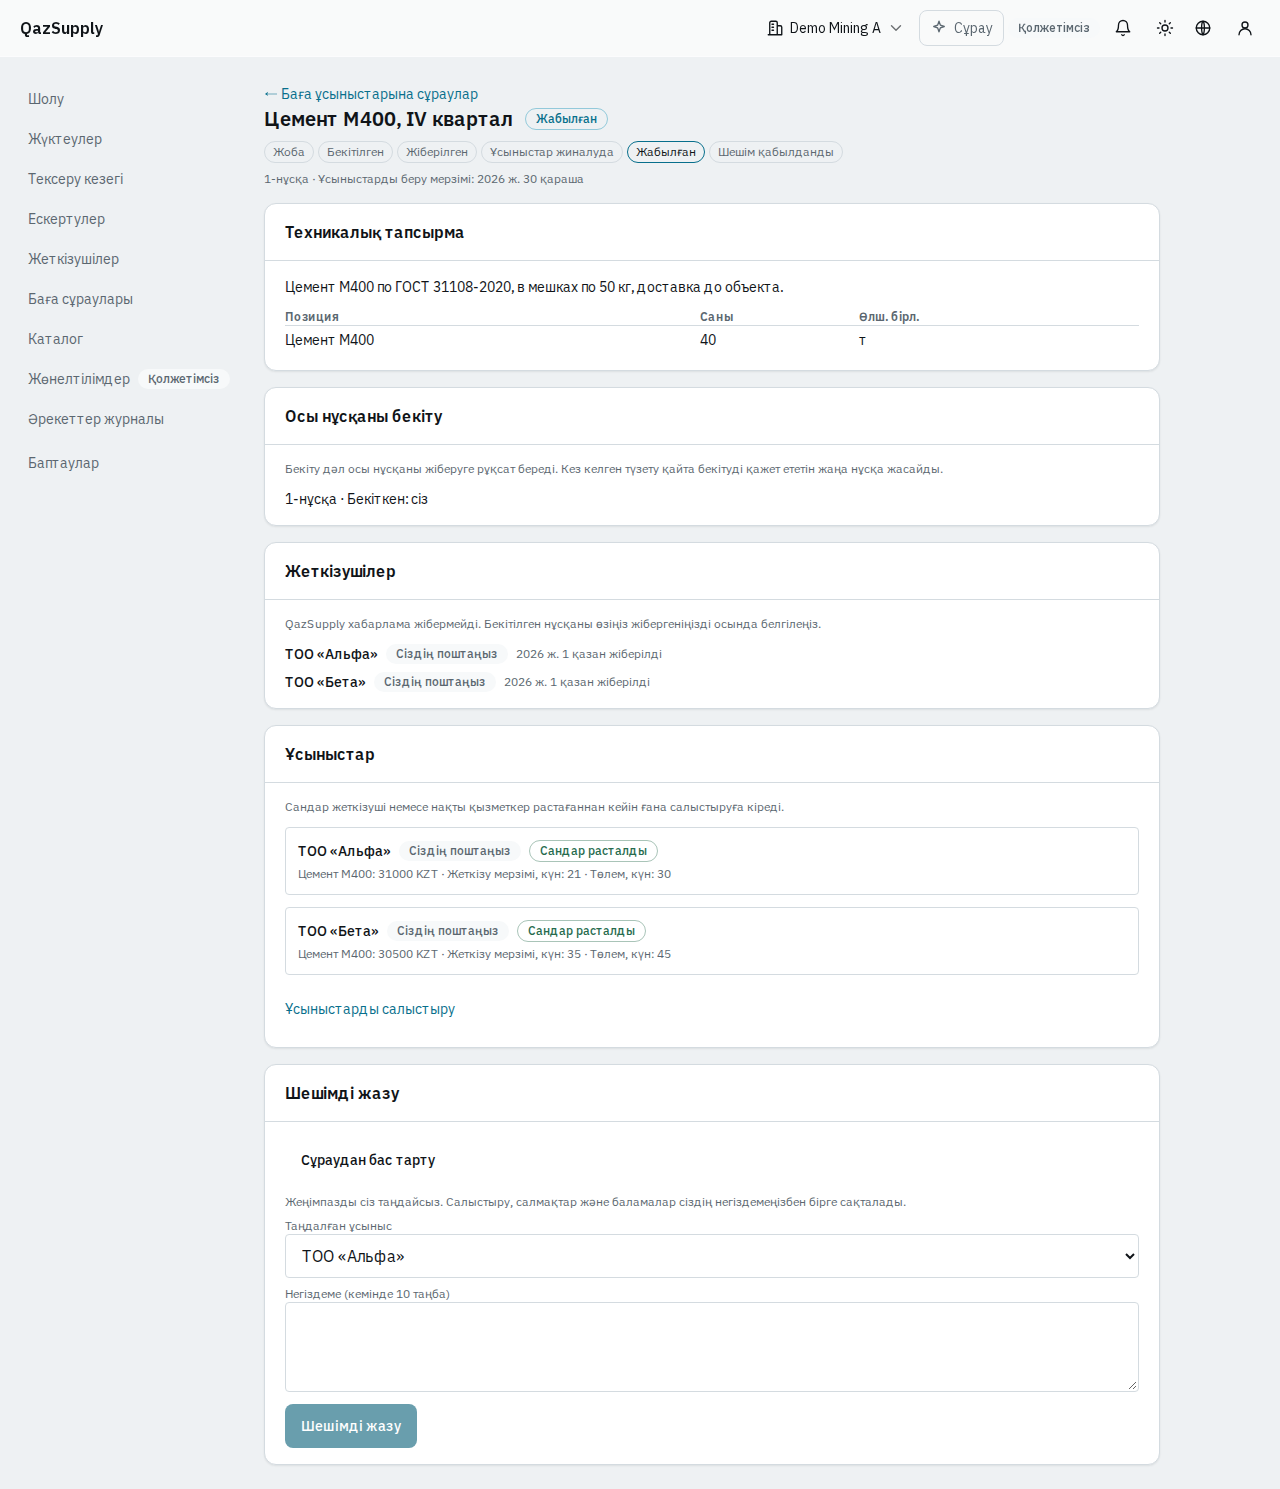 QazSupply
Demo Mining A
Сұрау
Қолжетімсіз
Шолу
Жүктеулер
Тексеру кезегі
Ескертулер
Жеткізушілер
Баға сұраулары
Каталог
Жөнелтілімдер Қолжетімсіз
Әрекеттер журналы
Баптаулар
← Баға ұсыныстарына сұраулар
Цемент М400, IV квартал Жабылған
Жоба Бекітілген Жіберілген Ұсыныстар жиналуда Жабылған Шешім қабылданды
1-нұсқа · Ұсыныстарды беру мерзімі: 2026 ж. 30 қараша
Техникалық тапсырма
Цемент М400 по ГОСТ 31108-2020, в мешках по 50 кг, доставка до объекта.
Позиция Саны Өлш. бірл.
Цемент М400 40 т
Осы нұсқаны бекіту
Бекіту дәл осы нұсқаны жіберуге рұқсат береді. Кез келген түзету қайта бекітуді қажет ететін жаңа нұсқа жасайды.
1-нұсқа · Бекіткен: сіз
Жеткізушілер
QazSupply хабарлама жібермейді. Бекітілген нұсқаны өзіңіз жібергеніңізді осында белгілеңіз.
ТОО «Альфа» Сіздің поштаңыз 2026 ж. 1 қазан жіберілді
ТОО «Бета» Сіздің поштаңыз 2026 ж. 1 қазан жіберілді
Ұсыныстар
Сандар жеткізуші немесе нақты қызметкер растағаннан кейін ғана салыстыруға кіреді.
ТОО «Альфа» Сіздің поштаңыз Сандар расталды
Цемент М400: 31000 KZT · Жеткізу мерзімі, күн: 21 · Төлем, күн: 30
ТОО «Бета» Сіздің поштаңыз Сандар расталды
Цемент М400: 30500 KZT · Жеткізу мерзімі, күн: 35 · Төлем, күн: 45
Ұсыныстарды салыстыру
Шешімді жазу
Сұраудан бас тарту
Жеңімпазды сіз таңдайсыз. Салыстыру, салмақтар және баламалар сіздің негіздемеңізбен бірге сақталады.
Таңдалған ұсыныс
ТОО «Альфа»
Негіздеме (кемінде 10 таңба)
Шешімді жазу